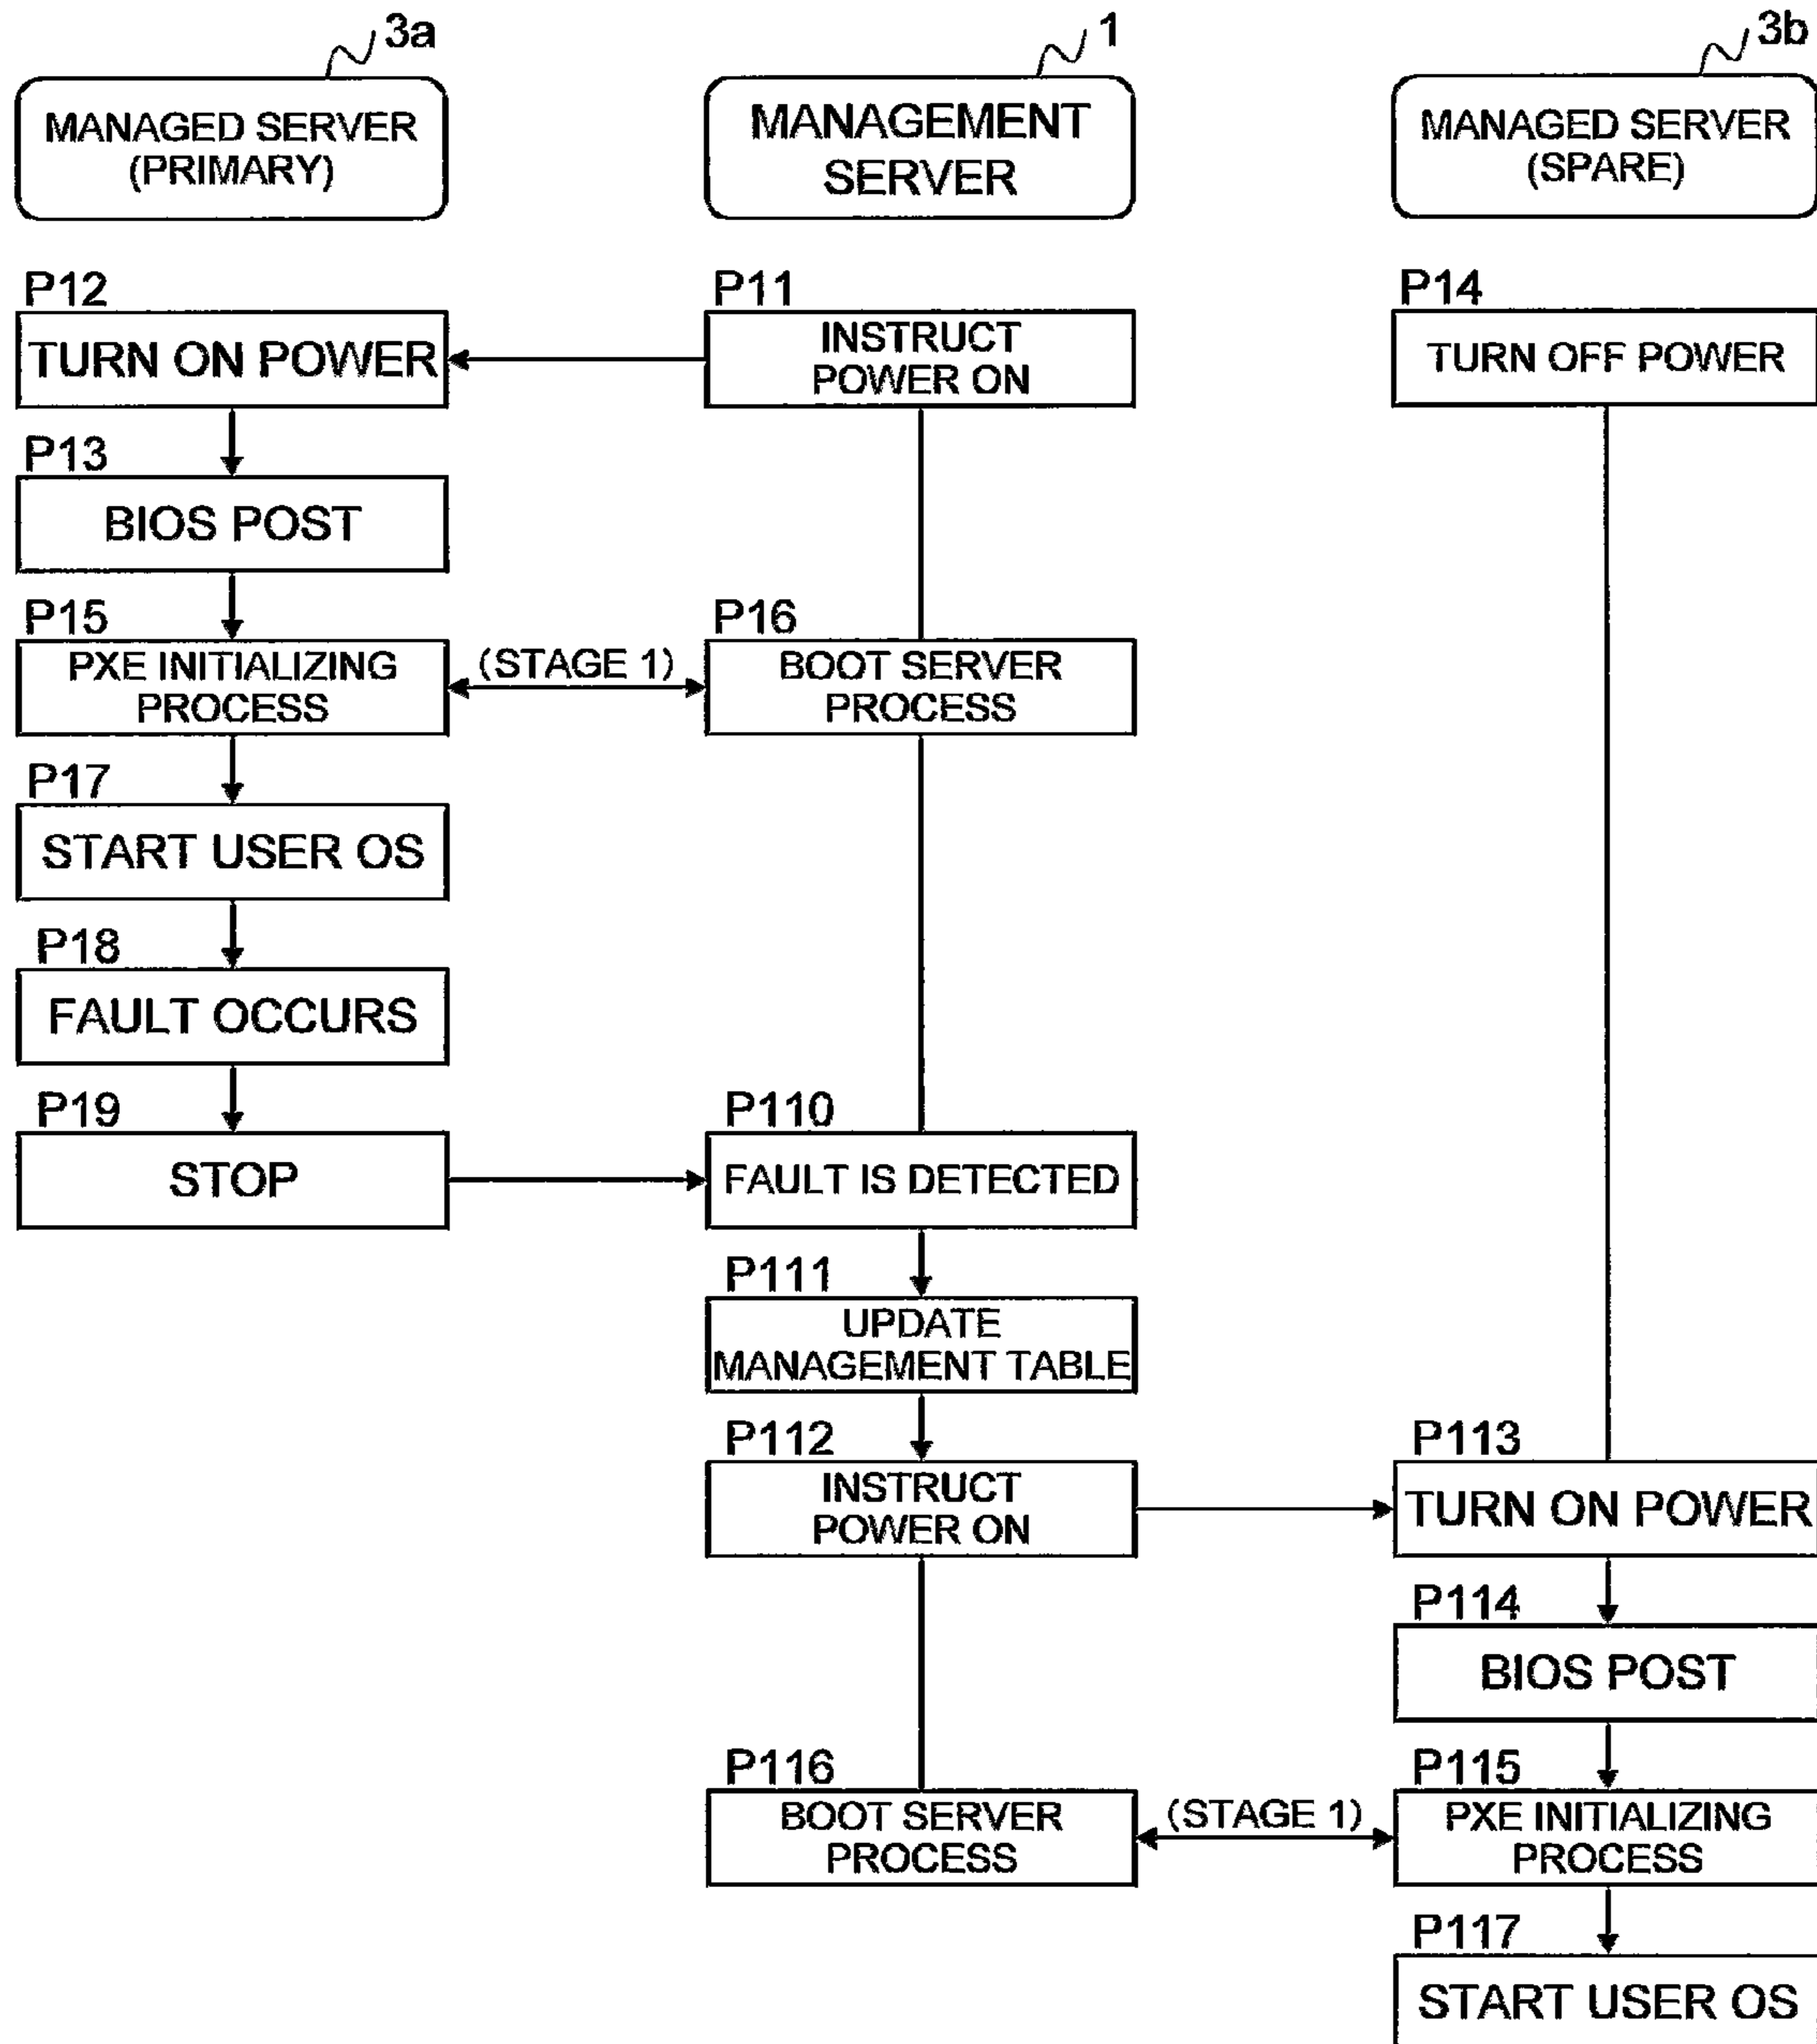 3a
1
3b
MANAGED SERVER
(PRIMARY)
MANAGEMENT
SERVER
MANAGED SERVER
(SPARE)
P12
P11
P14
TURN ON POWER
INSTRUCT
POWER ON
TURN OFF POWER
P13
BIOS POST
P15
P16
PXE INITIALIZING
PROCESS
(STAGE 1)
BOOT SERVER
PROCESS
P17
START USER OS
P18
FAULT OCCURS
P19
P110
STOP
FAULT IS DETECTED
P111
UPDATE
MANAGEMENT TABLE
P112
P113
INSTRUCT
POWER ON
TURN ON POWER
P114
BIOS POST
P116
P115
BOOT SERVER
PROCESS
(STAGE 1)
PXE INITIALIZING
PROCESS
P117
START USER OS